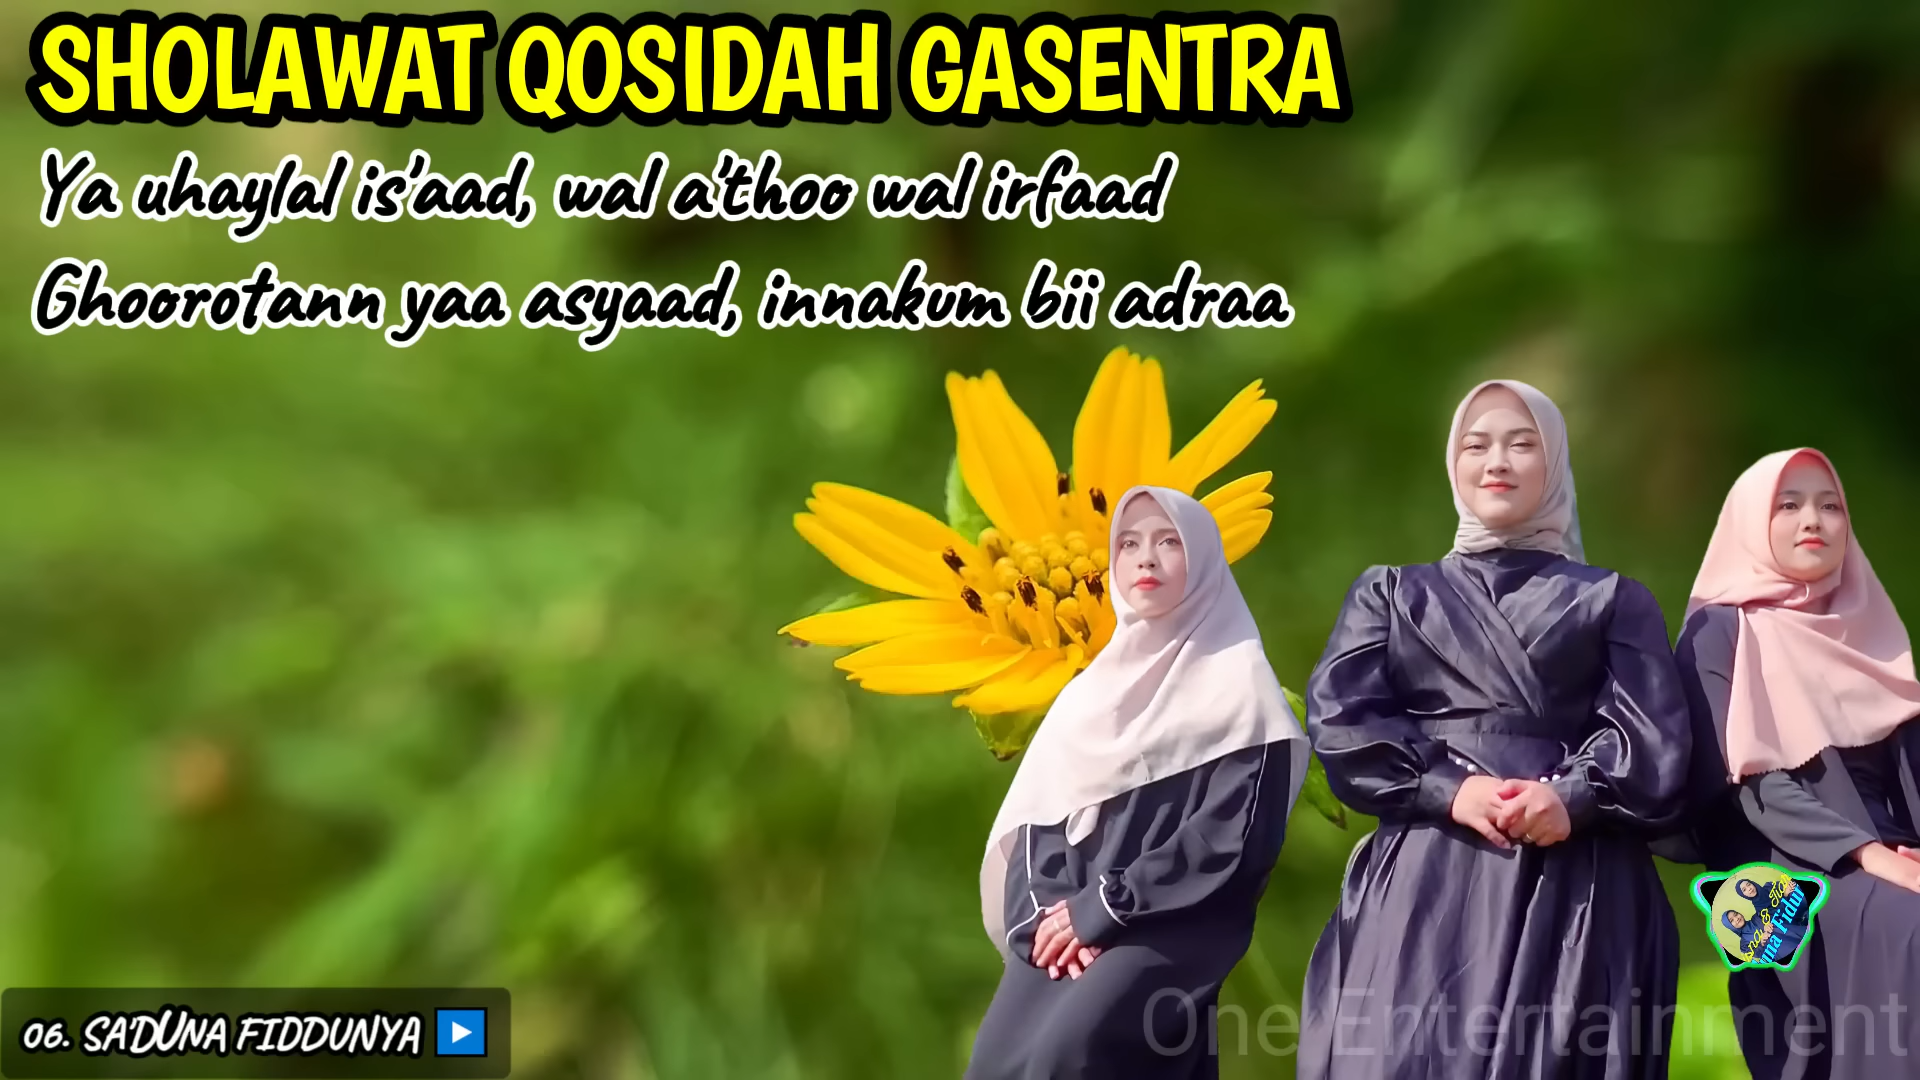 SHOLAWAT QOSIDAH GASENTRA
Ya uhaylal is'aad, wal a'thoo wal irfaad
Ghoorotann yaa asyaad, innakum bii adraa
06. SA'DUNA FIDDUNYA
One Entertainment